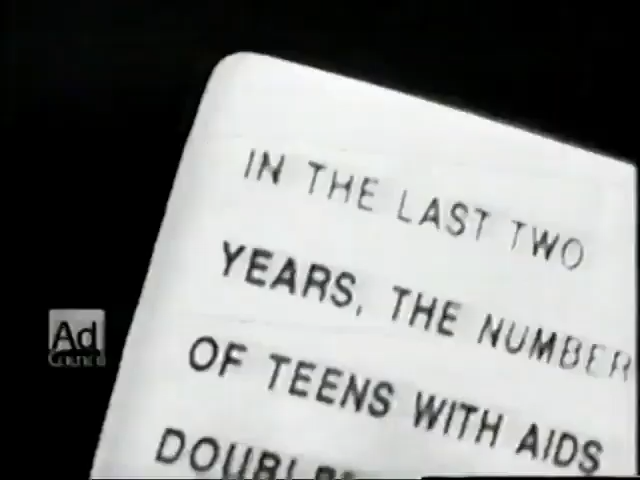 IN THE LAST TWO
YEARS, THE NUMBER
OF TEENS WITH AIDS
Ad
Council